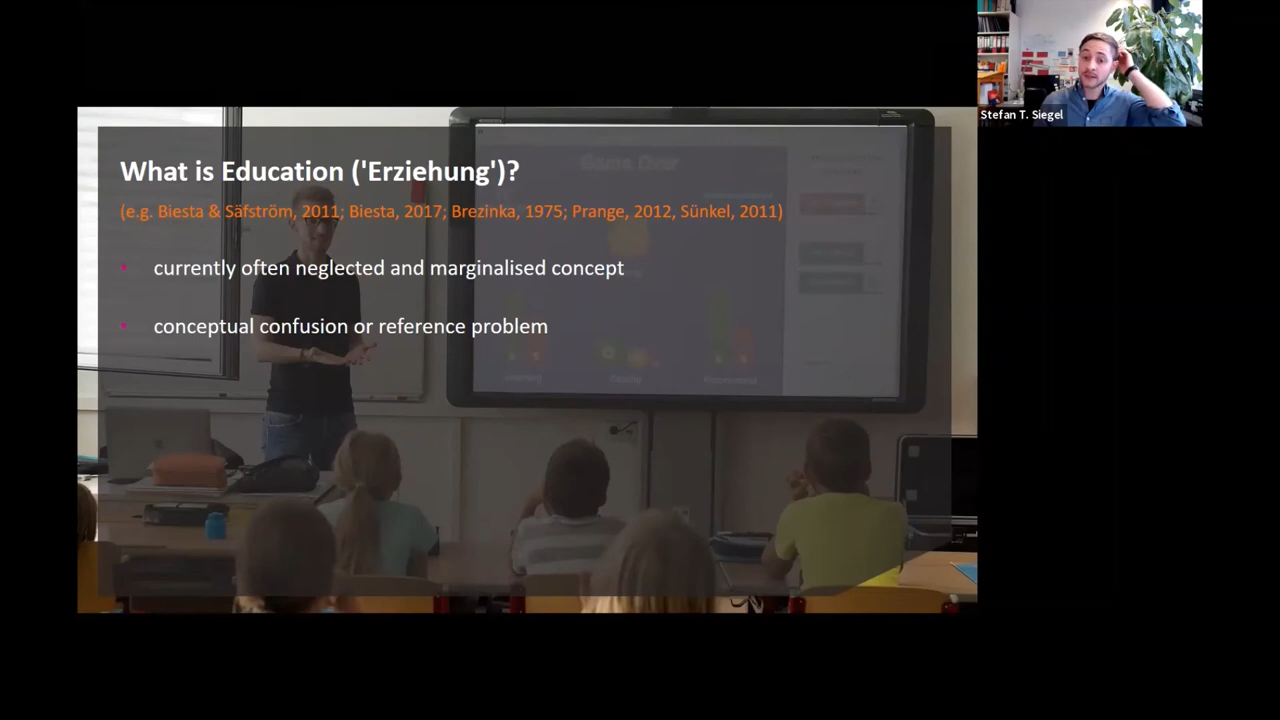 Stefan T. Siegel
What is Education ('Erziehung')?
(e.g. Biesta & Säfström, 2011; Biesta, 2017; Brezinka, 1975; Prange, 2012, Sünkel, 2011)
• currently often neglected and marginalised concept
• conceptual confusion or reference problem